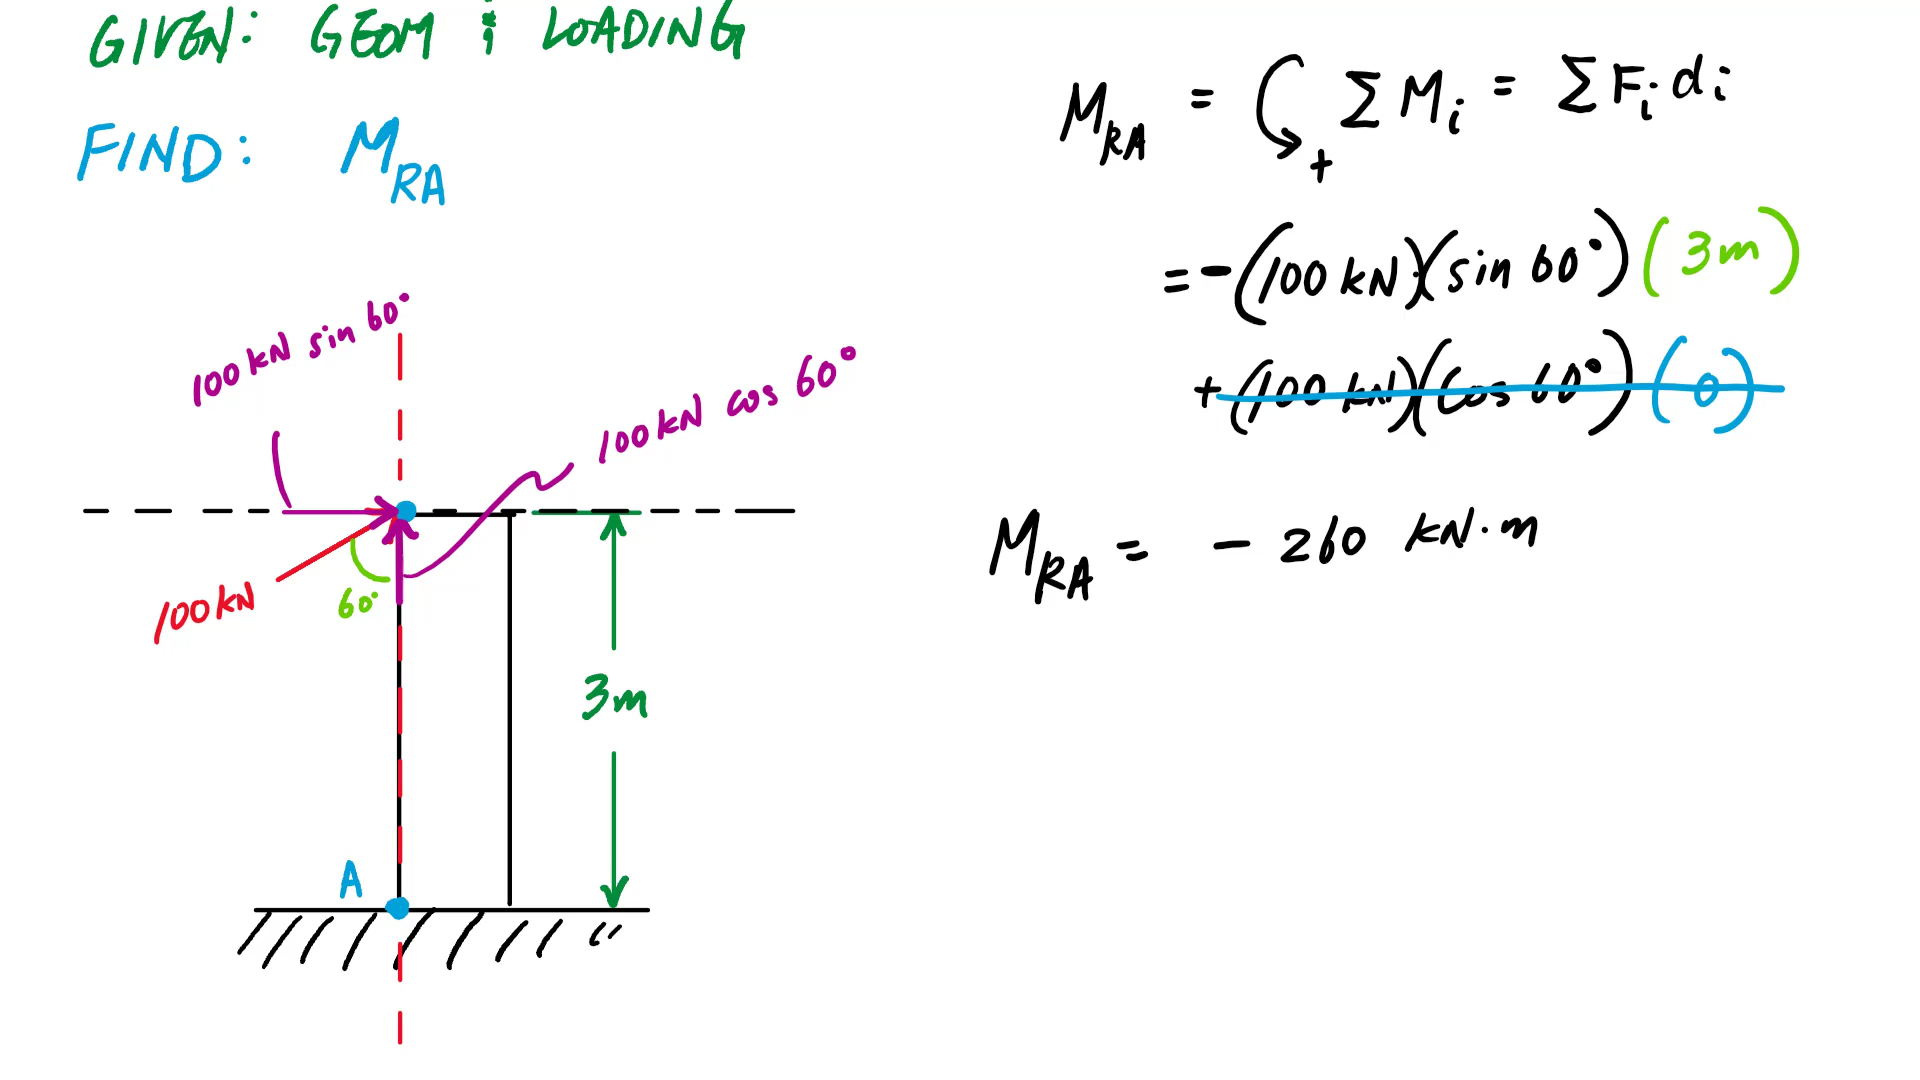 GIVEN: GEOM & LOADING
FIND: M_RA
100 kN sin 60°
100 kN cos 60°
100 kN
60°
3m
A
M_RA = + ΣM_i = ΣF_i d_i
= -(100 kN)(sin 60°)(3m)
+(100 kN)(cos 60°)(0)
M_RA = - 260 kN·m